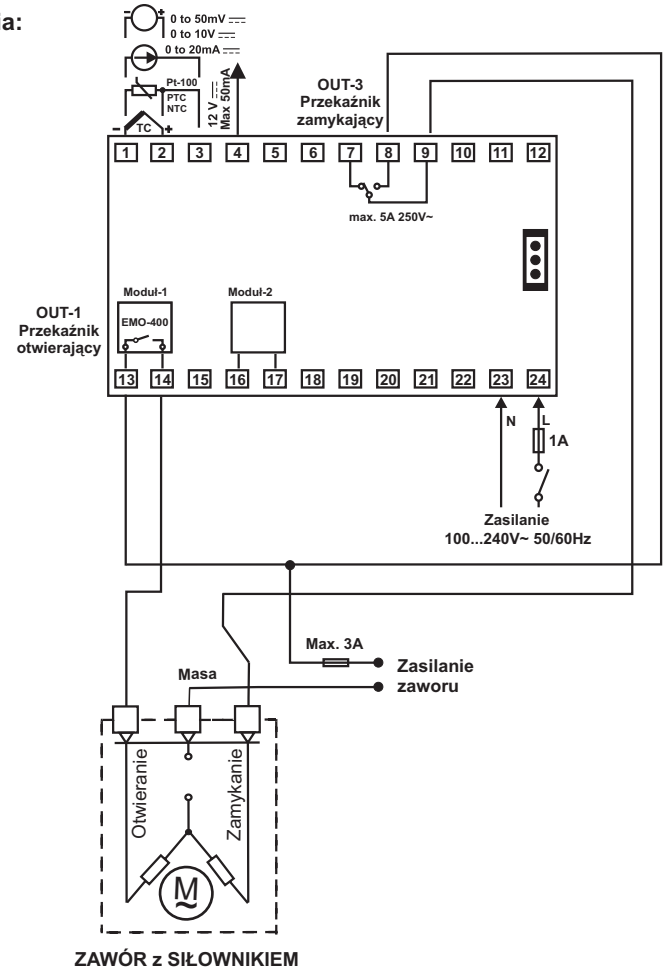 ia:
0 to 50mV
0 to 10V
0 to 20mA
Pt-100
PTC
NTC
TC
12 V
Max 50mA
OUT-3
Przekaźnik
zamykający
1 2 3 4 5 6 7 8 9 10 11 12
max. 5A 250V~
Moduł-1
Moduł-2
EMO-400
OUT-1
Przekaźnik
otwierający
13 14 15 16 17 18 19 20 21 22 23 24
N
L
1A
Zasilanie
100...240V~ 50/60Hz
Max. 3A
Masa
Zasilanie
zaworu
Otwieranie
Zamykanie
M
~
ZAWÓR z SIŁOWNIKIEM